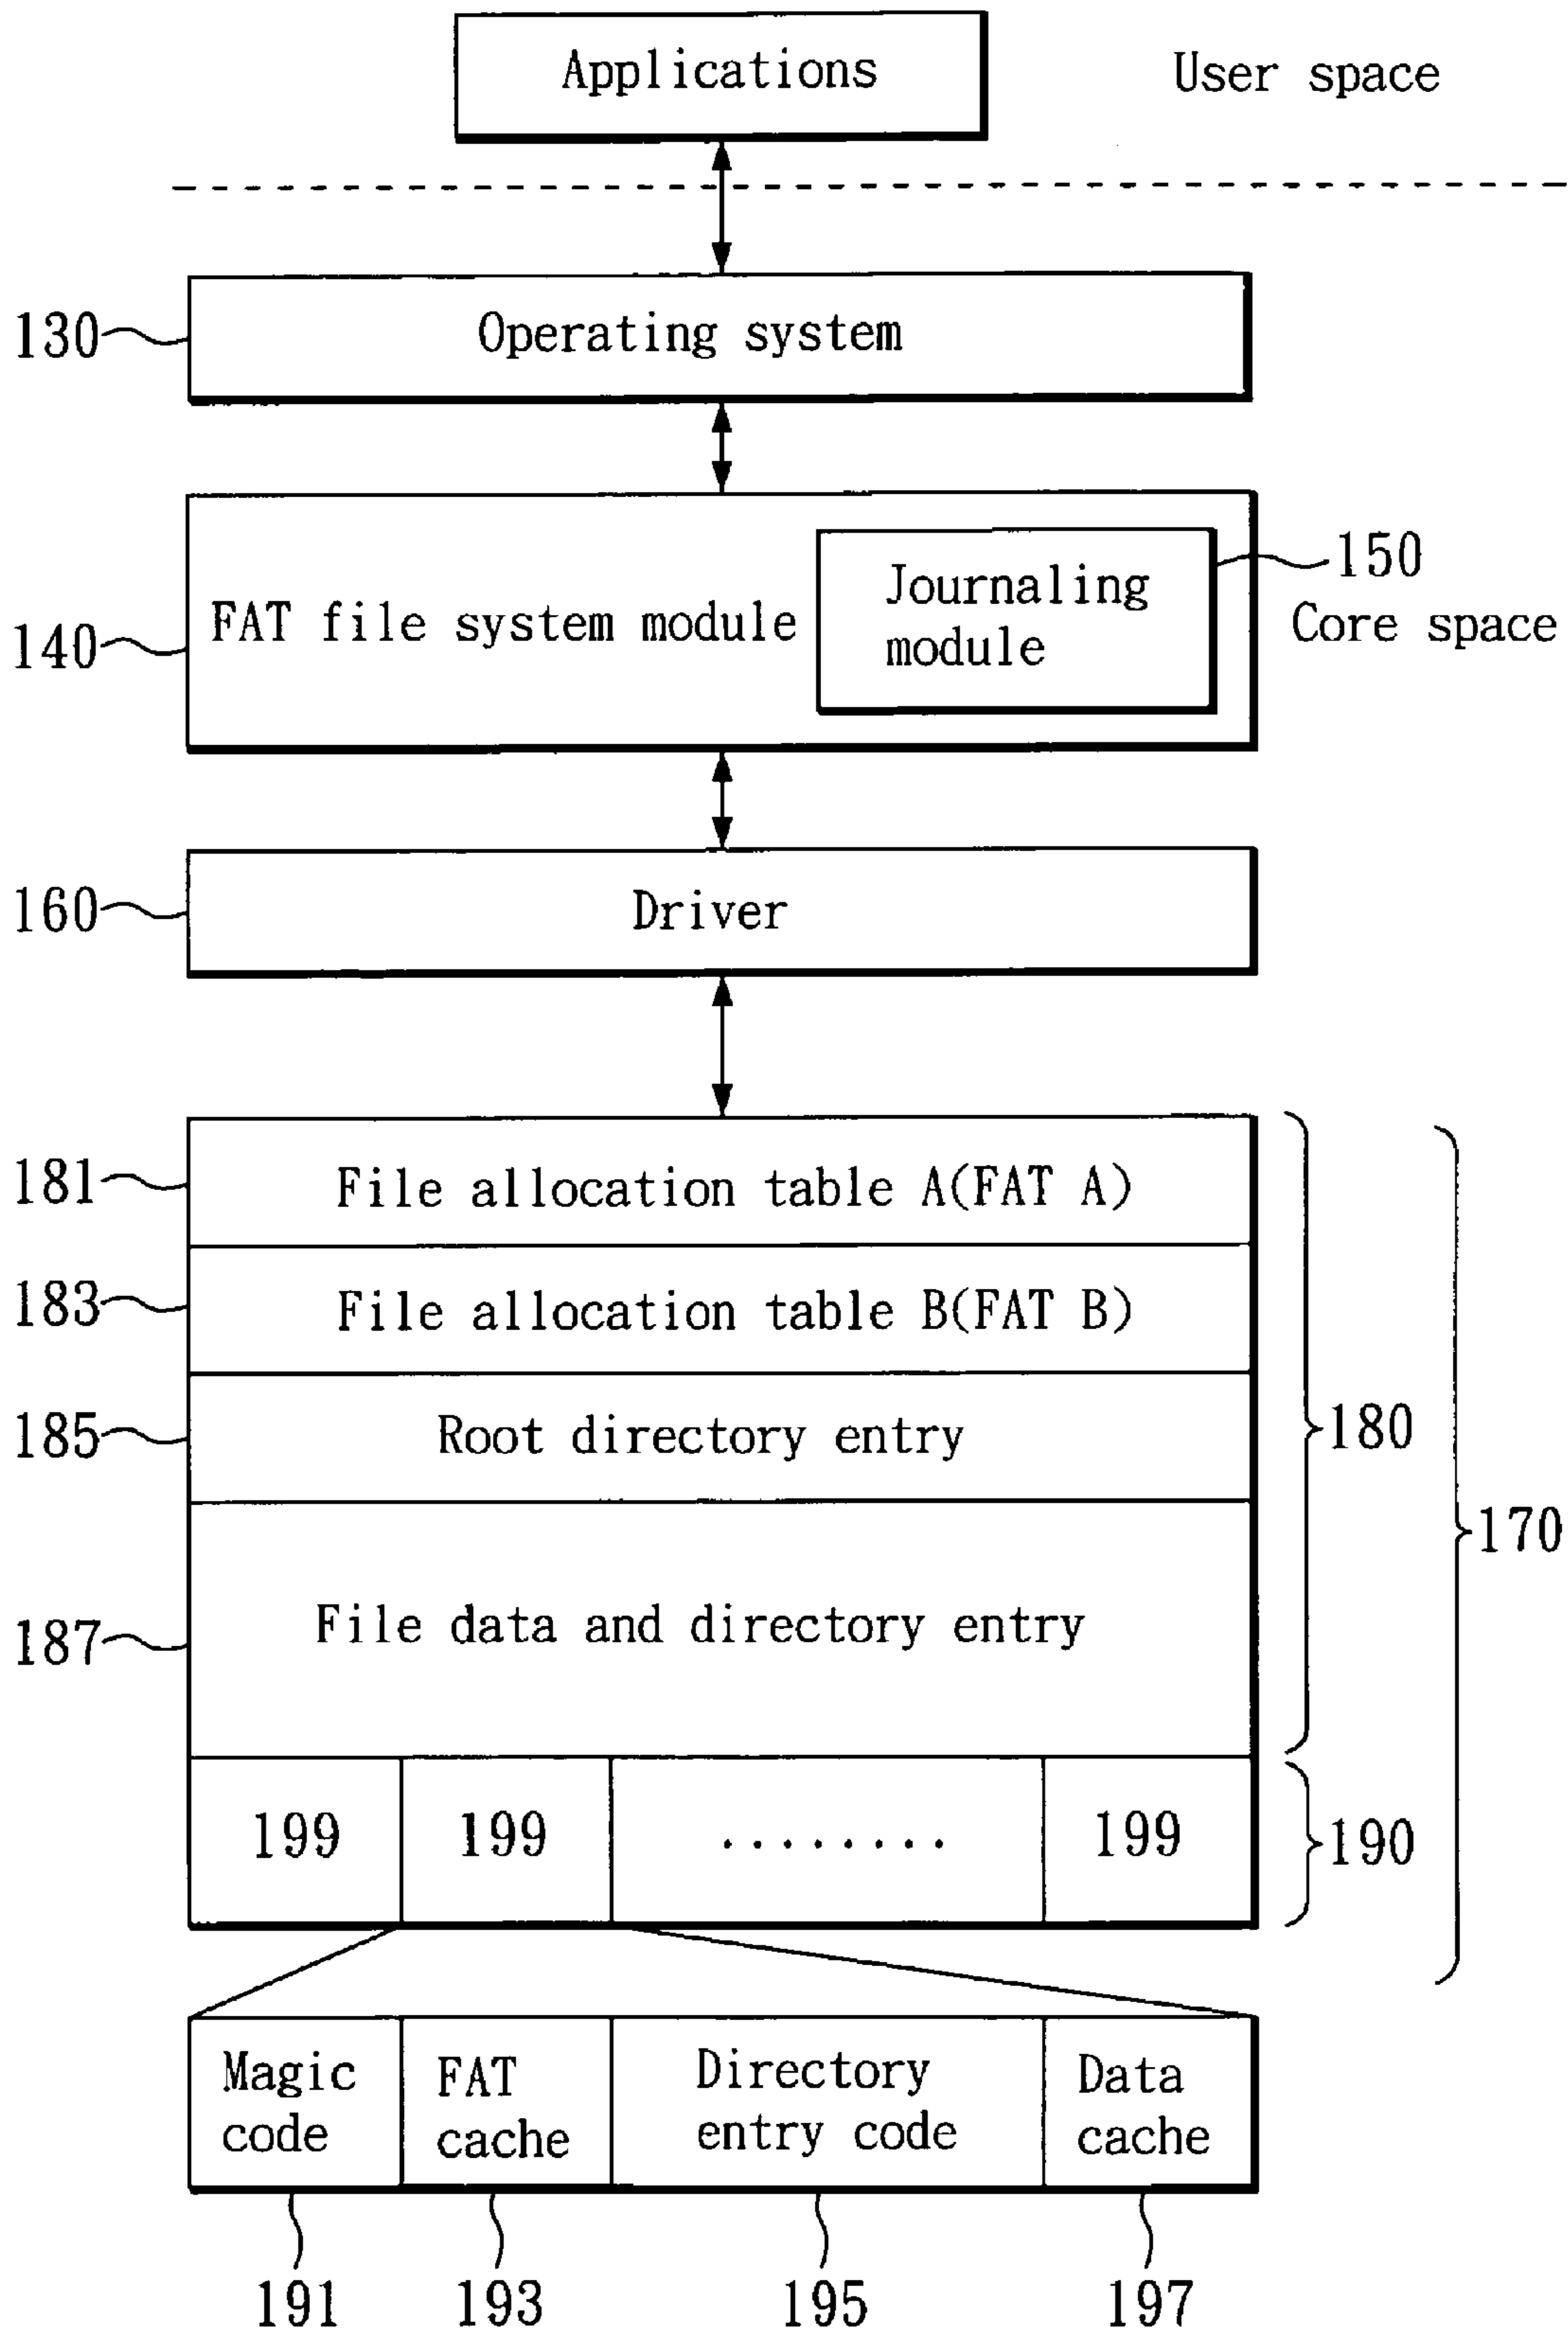 Applications
User space
130
Operating system
140
FAT file system module
Journaling
module
150
Core space
160
Driver
181
File allocation table A(FAT A)
183
File allocation table B(FAT B)
185
Root directory entry
187
File data and directory entry
180
170
199
199
........
199
190
Magic
code
FAT
cache
Directory
entry code
Data
cache
191
193
195
197